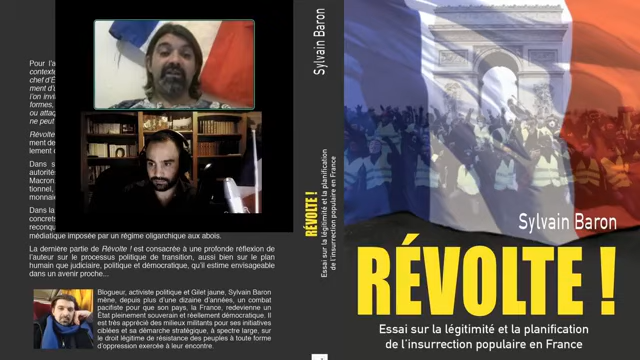 Pour l'a
contexte
chef d'É
ment d'u
l'on invi
formes,
ou attaq
ne peut
Révolte
ment de
lement
Dans s
autorité
Macron,
tionnel,
monnai
Dans la
concrets
reconqu
médiatique imposée par un régime oligarchique aux abois.
La dernière partie de Révolte ! est consacrée à une profonde réflexion de
l'auteur sur le processus politique de transition, aussi bien sur le plan
humain que judiciaire, politique et démocratique, qu'il estime envisageable
dans un avenir proche...
Blogueur, activiste politique et Gilet jaune, Sylvain Baron
mène, depuis plus d'une dizaine d'années, un combat
pacifiste pour que son pays, la France, redevienne un
État pleinement souverain et réellement démocratique. Il
est très apprécié des milieux militants pour ses initiatives
ciblées et sa démarche stratégique, à spectre large, sur
le droit légitime de résistance des peuples à toute forme
d'oppression exercée à leur encontre.
Sylvain Baron
RÉVOLTE !
Essai sur la légitimité et la planification
de l'insurrection populaire en France
Sylvain Baron
RÉVOLTE !
Essai sur la légitimité et la planification
de l'insurrection populaire en France